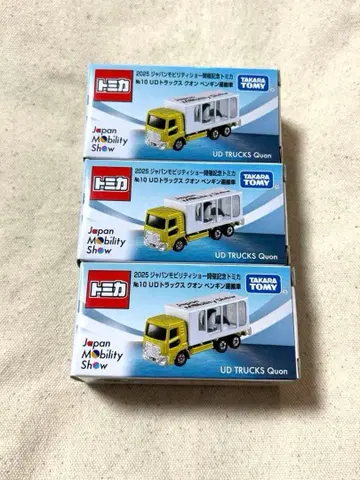 トミカ
2025 ジャパンモビリティショー開催記念トミカ
№10 UDトラックス クオン ペンギン運搬車
TAKARA
TOMY
Japan
Mobility
Show
UD TRUCKS Quon
トミカ
2025 ジャパンモビリティショー開催記念トミカ
№10 UDトラックス クオン ペンギン運搬車
TAKARA
TOMY
Japan
Mobility
Show
UD TRUCKS Quon
トミカ
2025 ジャパンモビリティショー開催記念トミカ
№10 UDトラックス クオン ペンギン運搬車
TAKARA
TOMY
Japan
Mobility
Show
UD TRUCKS Quon